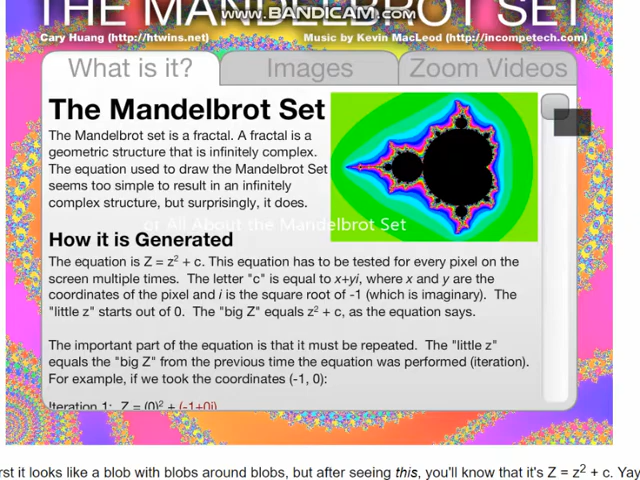 THE MANDELBROT SET
www.BANDICAM.com
Cary Huang (http://htwins.net)
Music by Kevin MacLeod (http://incompetech.com)
What is it?
Images
Zoom Videos
The Mandelbrot Set
The Mandelbrot set is a fractal. A fractal is a
geometric structure that is infinitely complex.
The equation used to draw the Mandelbrot Set
seems too simple to result in an infinitely
complex structure, but surprisingly, it does.
or All About the Mandelbrot Set
How it is Generated
The equation is Z = z² + c. This equation has to be tested for every pixel on the
screen multiple times. The letter "c" is equal to x+yi, where x and y are the
coordinates of the pixel and i is the square root of -1 (which is imaginary). The
"little z" starts out of 0. The "big Z" equals z² + c, as the equation says.
The important part of the equation is that it must be repeated. The "little z"
equals the "big Z" from the previous time the equation was performed (iteration).
For example, if we took the coordinates (-1, 0):
Iteration 1: Z = (0)² + (-1+0i)
rst it looks like a blob with blobs around blobs, but after seeing this, you'll know that it's Z = z² + c. Yay